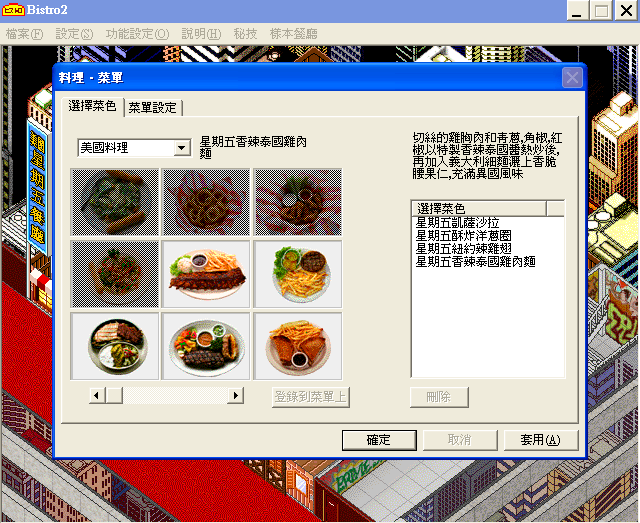 Bistro2
檔案(F) 設定(S) 功能設定(O) 說明(H) 秘技 樣本餐廳
料理 - 菜單
選擇菜色 菜單設定
美國料理
星期五香辣泰國雞肉
麵
切絲的雞胸肉和青蔥,角椒,紅
椒以特製香辣泰國醬熱炒後,
再加入義大利細麵灑上香脆
腰果仁,充滿異國風味
選擇菜色
星期五凱薩沙拉
星期五酥炸洋蔥圈
星期五紐約辣雞翅
星期五香辣泰國雞肉麵
登錄到菜單上 刪除
確定 取消 套用(A)
星期五餐廳